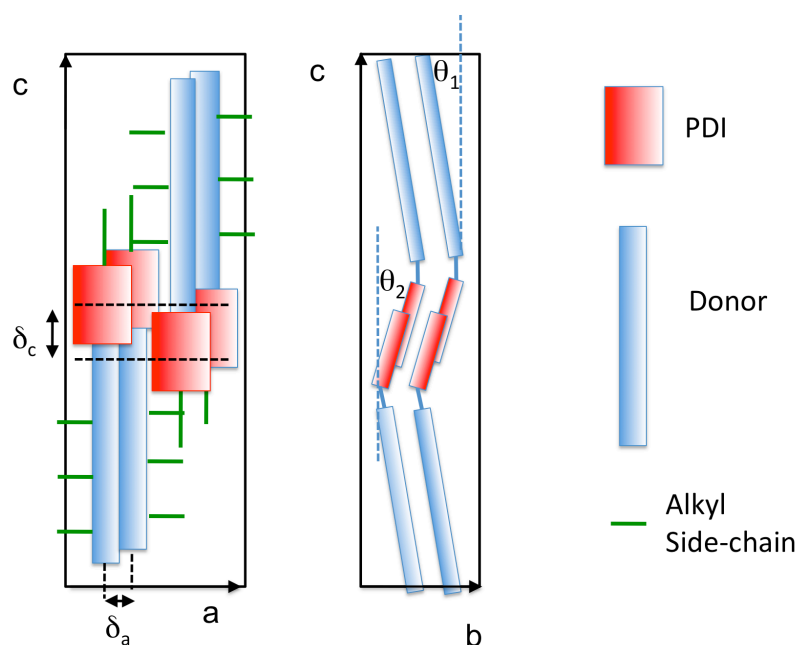 c
δc
δa
a
c
θ1
θ2
b
PDI
Donor
Alkyl
Side-chain